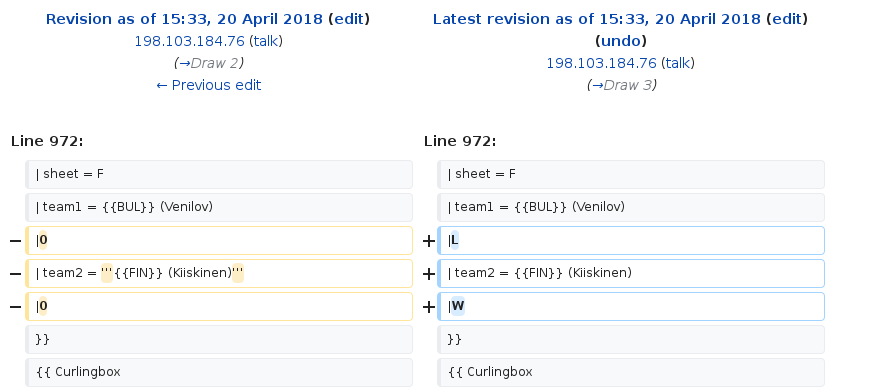 Revision as of 15:33, 20 April 2018 (edit)
198.103.184.76 (talk)
(→Draw 2)
← Previous edit
Latest revision as of 15:33, 20 April 2018 (edit)
(undo)
198.103.184.76 (talk)
(→Draw 3)
Line 972:
Line 972:
| sheet = F
| sheet = F
| team1 = {{BUL}} (Venilov)
| team1 = {{BUL}} (Venilov)
− |0
+ |L
− | team2 = '''{{FIN}} (Kiiskinen)'''
+ | team2 = {{FIN}} (Kiiskinen)
− |0
+ |W
}}
}}
{{ Curlingbox
{{ Curlingbox